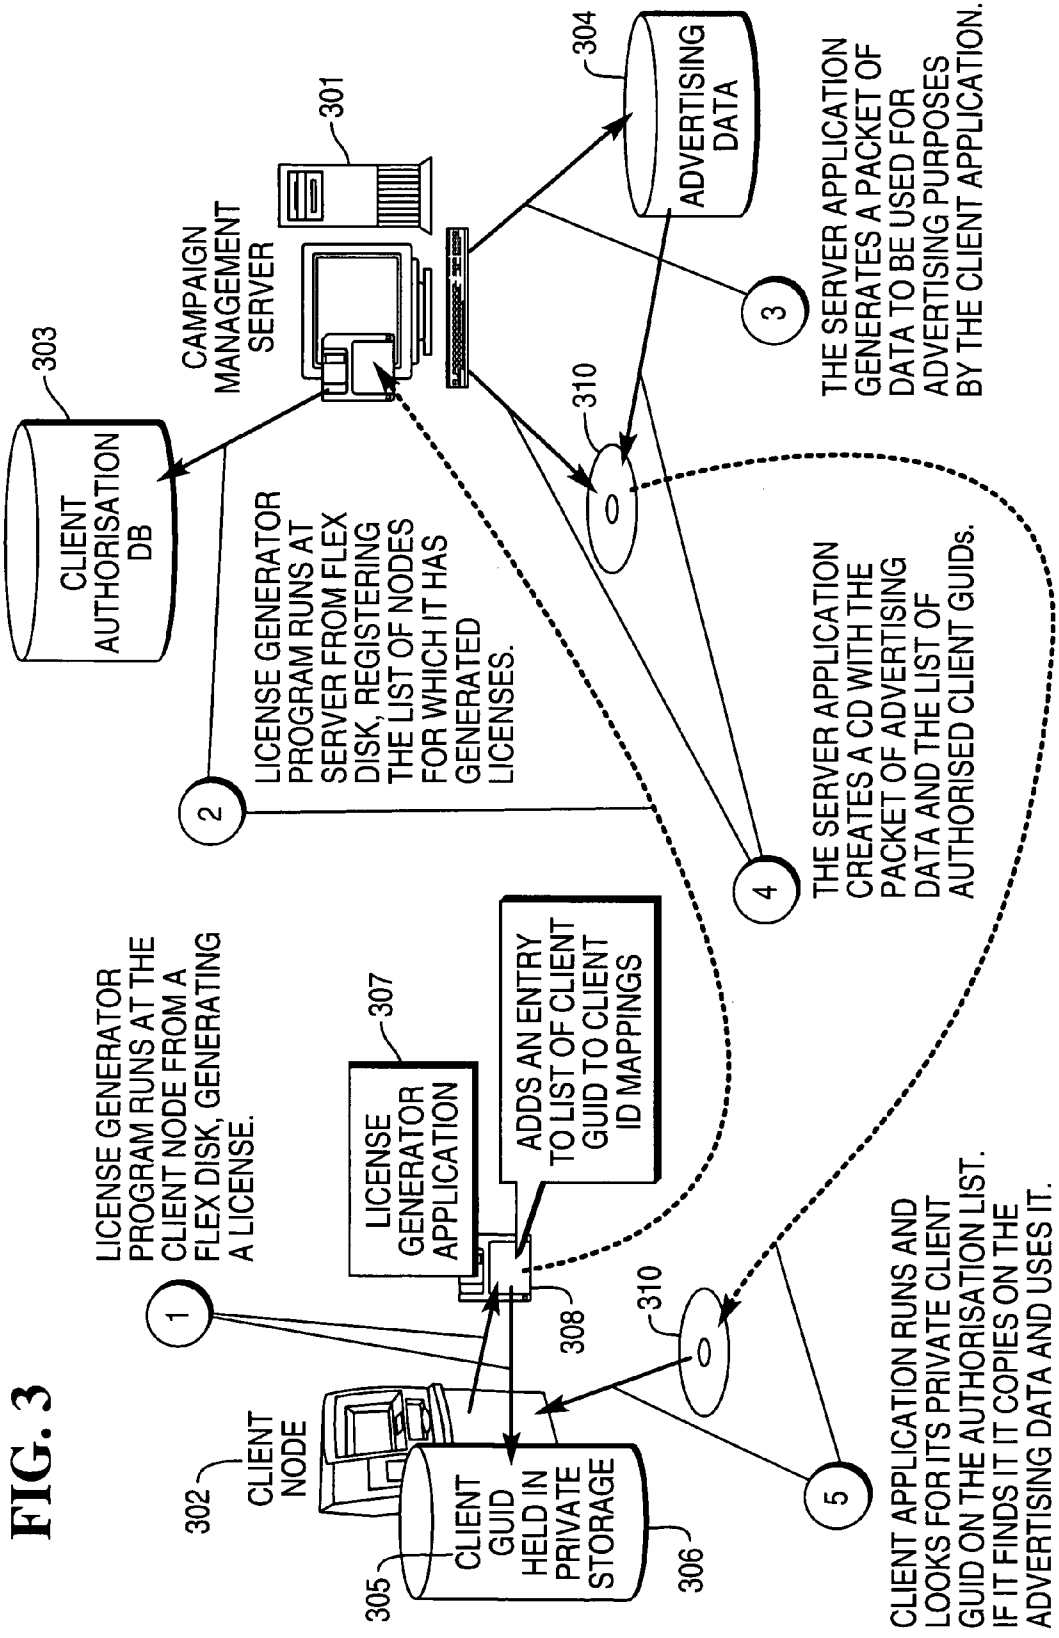 FIG. 3
LICENSE GENERATOR
PROGRAM RUNS AT THE
CLIENT NODE FROM A
FLEX DISK, GENERATING
A LICENSE.
1
302
CLIENT
NODE
305
CLIENT
GUID
HELD IN
PRIVATE
STORAGE
306
LICENSE
GENERATOR
APPLICATION
307
308
ADDS AN ENTRY
TO LIST OF CLIENT
GUID TO CLIENT
ID MAPPINGS
310
5
CLIENT APPLICATION RUNS AND
LOOKS FOR ITS PRIVATE CLIENT
GUID ON THE AUTHORISATION LIST.
IF IT FINDS IT IT COPIES ON THE
ADVERTISING DATA AND USES IT.
303
CLIENT
AUTHORISATION
DB
2
LICENSE GENERATOR
PROGRAM RUNS AT
SERVER FROM FLEX
DISK, REGISTERING
THE LIST OF NODES
FOR WHICH IT HAS
GENERATED
LICENSES.
CAMPAIGN
MANAGEMENT
SERVER
301
310
304
ADVERTISING
DATA
4
THE SERVER APPLICATION
CREATES A CD WITH THE
PACKET OF ADVERTISING
DATA AND THE LIST OF
AUTHORISED CLIENT GUIDs.
3
THE SERVER APPLICATION
GENERATES A PACKET OF
DATA TO BE USED FOR
ADVERTISING PURPOSES
BY THE CLIENT APPLICATION.